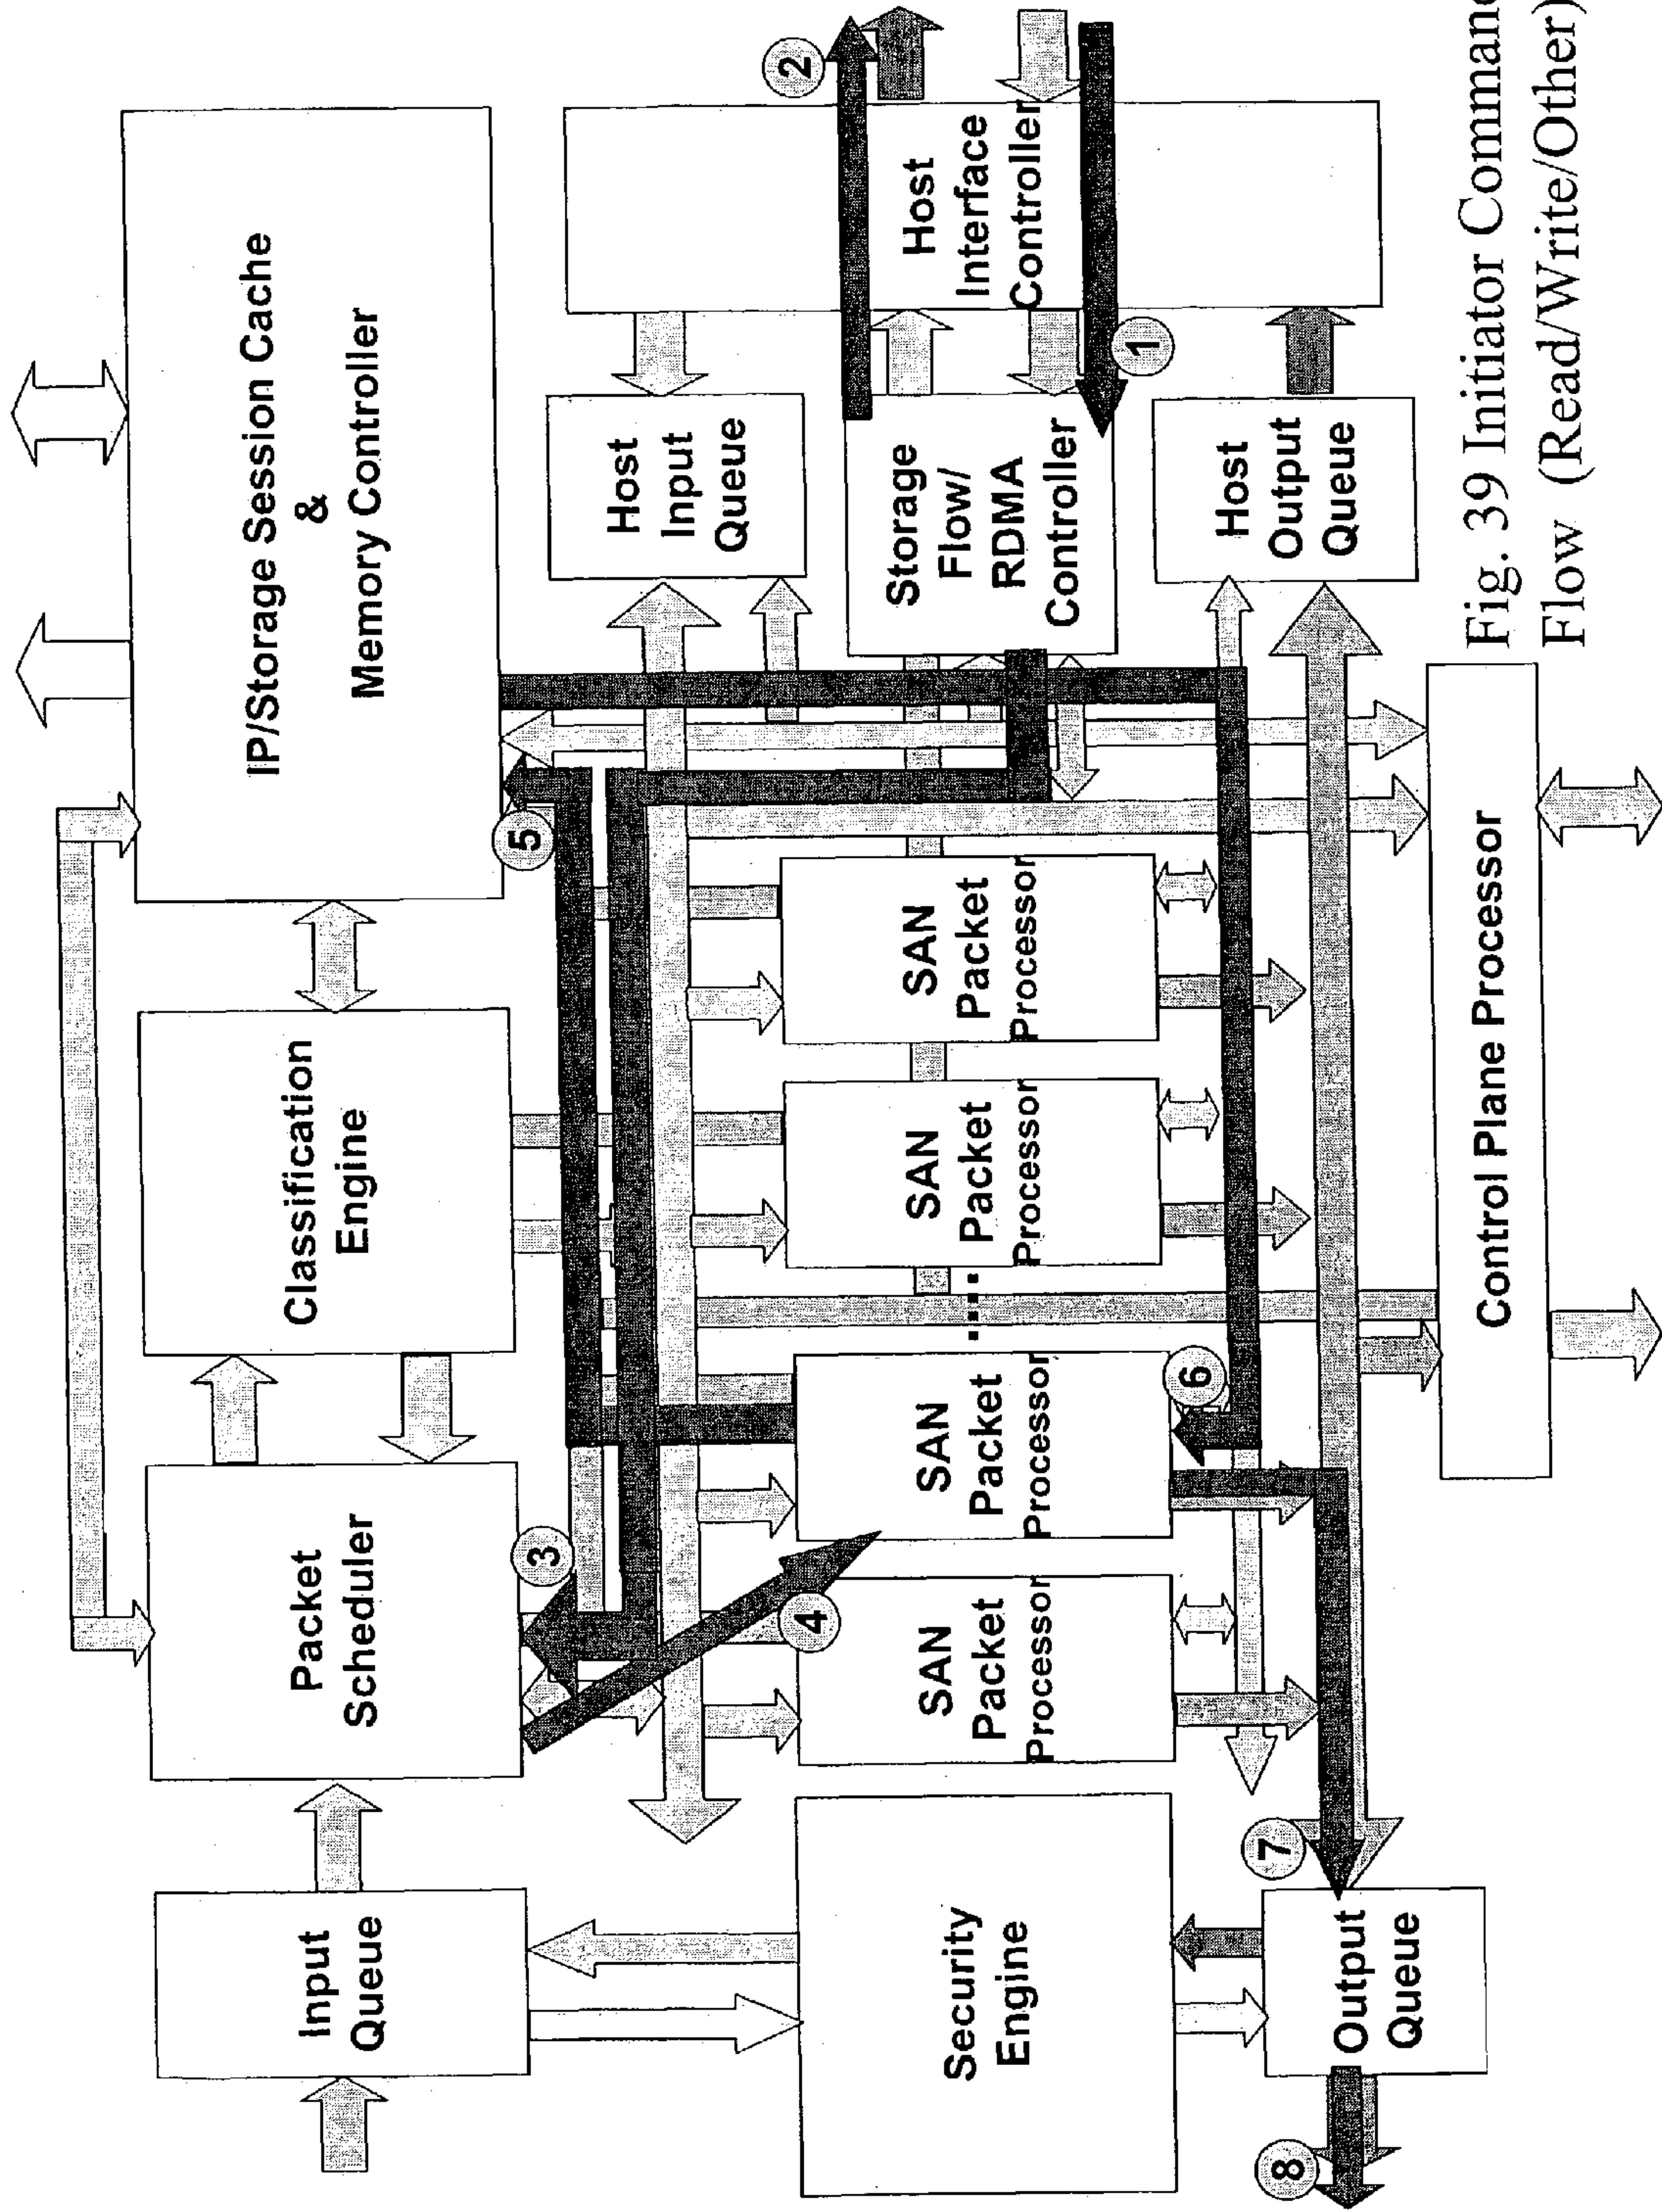 Input
Queue
Packet
Scheduler
Classification
Engine
IP/Storage Session Cache
&
Memory Controller
3
5
Security
Engine
4
SAN
Packet
Processor
SAN
Packet
Processor
.....
SAN
Packet
Processor
SAN
Packet
Processor
6
Host
Input
Queue
Storage
Flow/
RDMA
Controller
Host
Output
Queue
Host
Interface
Controller
2
1
7
8
Output
Queue
Control Plane Processor
Fig. 39 Initiator
Flow (Read/Write/Other)